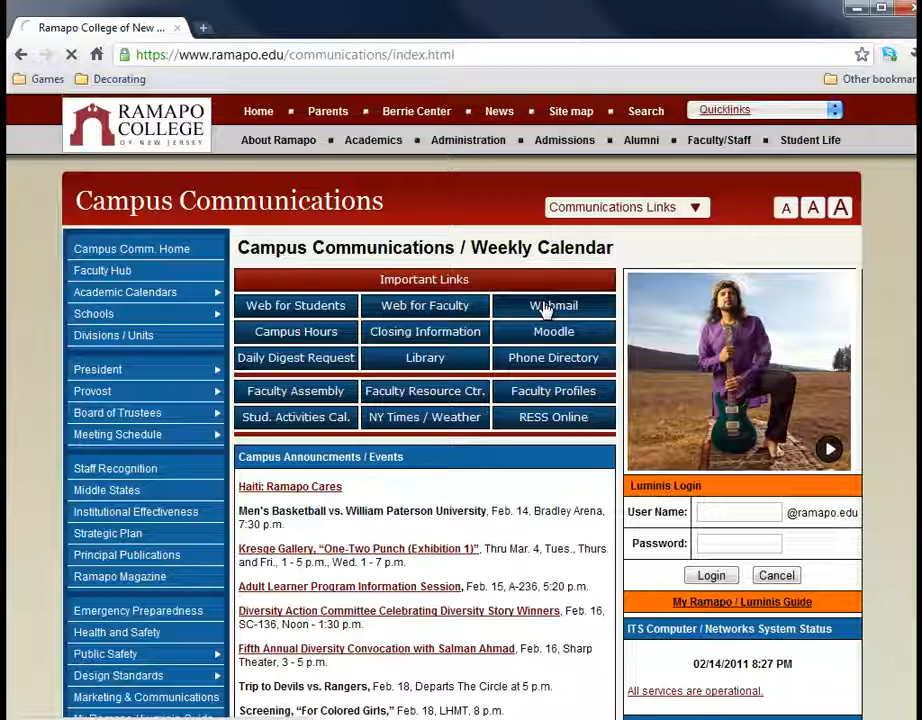 Ramapo College of New ...
https://www.ramapo.edu/communications/index.html
Games
Decorating
Other bookmar
RAMAPO
COLLEGE
OF NEW JERSEY
Home
Parents
Berrie Center
News
Site map
Search
Quicklinks
About Ramapo
Academics
Administration
Admissions
Alumni
Faculty/Staff
Student Life
Campus Communications
Communications Links
A A A
Campus Comm. Home
Faculty Hub
Academic Calendars
Schools
Divisions / Units
President
Provost
Board of Trustees
Meeting Schedule
Staff Recognition
Middle States
Institutional Effectiveness
Strategic Plan
Principal Publications
Ramapo Magazine
Emergency Preparedness
Health and Safety
Public Safety
Design Standards
Marketing & Communications
Campus Communications / Weekly Calendar
Important Links
Web for Students
Web for Faculty
Webmail
Campus Hours
Closing Information
Moodle
Daily Digest Request
Library
Phone Directory
Faculty Assembly
Faculty Resource Ctr.
Faculty Profiles
Stud. Activities Cal.
NY Times / Weather
RESS Online
Campus Announcments / Events
Haiti: Ramapo Cares
Men's Basketball vs. William Paterson University, Feb. 14, Bradley Arena,
7:30 p.m.
Kresge Gallery, “One-Two Punch (Exhibition 1)”, Thru Mar. 4, Tues., Thurs
and Fri., 1 - 5 p.m., Wed. 1 - 7 p.m.
Adult Learner Program Information Session, Feb. 15, A-236, 5:20 p.m.
Diversity Action Committee Celebrating Diversity Story Winners, Feb. 16,
SC-136, Noon - 1:30 p.m.
Fifth Annual Diversity Convocation with Salman Ahmad, Feb. 16, Sharp
Theater, 3 - 5 p.m.
Trip to Devils vs. Rangers, Feb. 18, Departs The Circle at 5 p.m.
Screening, “For Colored Girls,” Feb. 18, LHMT, 8 p.m.
Luminis Login
User Name:
@ramapo.edu
Password:
Login
Cancel
My Ramapo / Luminis Guide
ITS Computer / Networks System Status
02/14/2011 8:27 PM
All services are operational.